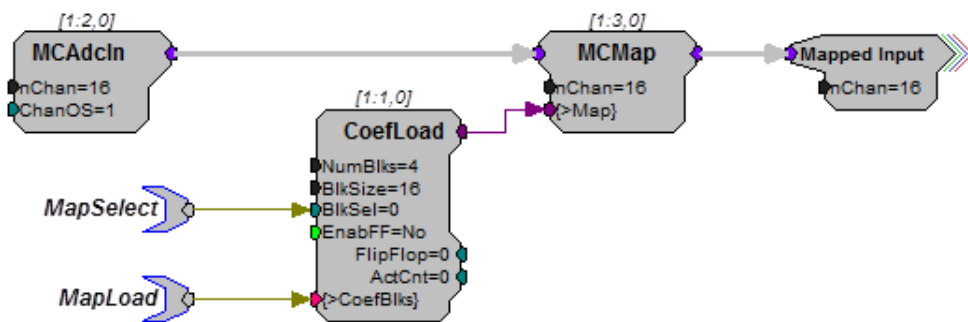 [1:2,0]
MCAdcIn
nChan=16
ChanOS=1
[1:3,0]
MCMap
nChan=16
{>Map}
Mapped Input
nChan=16
[1:1,0]
CoefLoad
NumBlks=4
BlkSize=16
BlkSel=0
EnabFF=No
FlipFlop=0
ActCnt=0
{>CoefBlks}
MapSelect
MapLoad